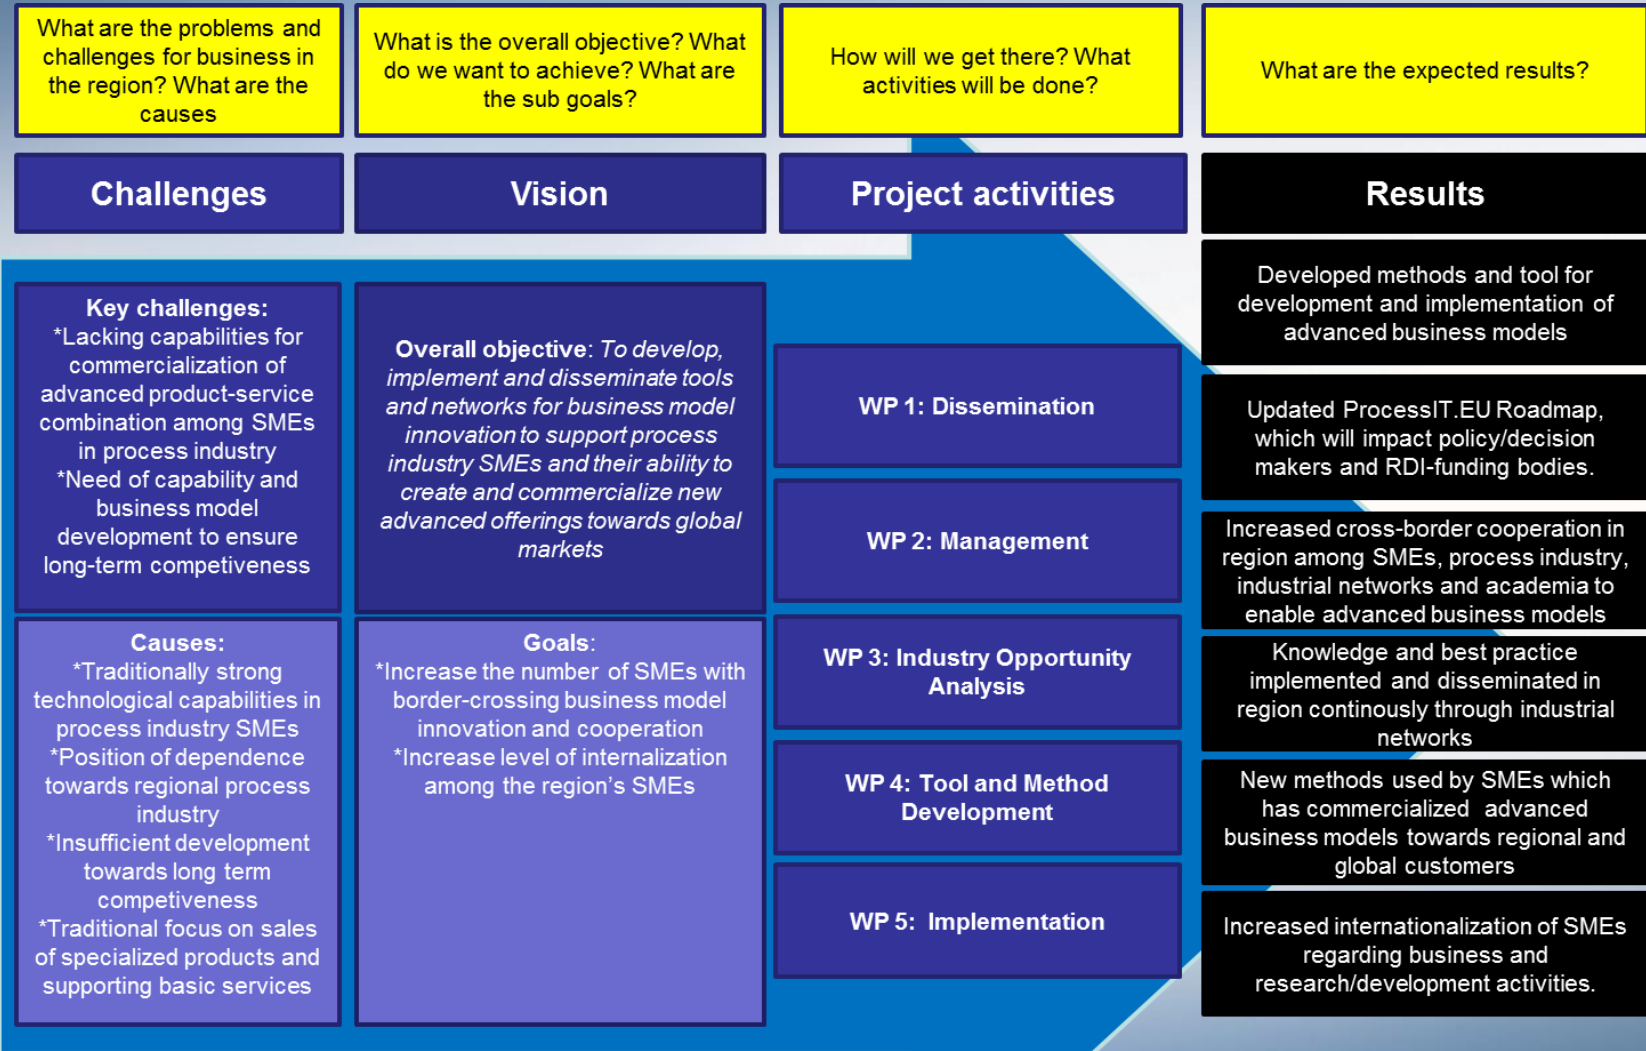 What are the problems and
challenges for business in
the region? What are the
causes
What is the overall objective? What
do we want to achieve? What are
the sub goals?
How will we get there? What
activities will be done?
What are the expected results?
Challenges
Vision
Project activities
Results
Key challenges:
*Lacking capabilities for
commercialization of
advanced product-service
combination among SMEs
in process industry
*Need of capability and
business model
development to ensure
long-term competiveness
Causes:
*Traditionally strong
technological capabilities in
process industry SMEs
*Position of dependence
towards regional process
industry
*Insufficient development
towards long term
competiveness
*Traditional focus on sales
of specialized products and
supporting basic services
Overall objective: To develop,
implement and disseminate tools
and networks for business model
innovation to support process
industry SMEs and their ability to
create and commercialize new
advanced offerings towards global
markets
Goals:
*Increase the number of SMEs with
border-crossing business model
innovation and cooperation
*Increase level of internalization
among the region's SMEs
WP 1: Dissemination
WP 2: Management
WP 3: Industry Opportunity
Analysis
WP 4: Tool and Method
Development
WP 5: Implementation
Developed methods and tool for
development and implementation of
advanced business models
Updated ProcessIT.EU Roadmap,
which will impact policy/decision
makers and RDI-funding bodies.
Increased cross-border cooperation in
region among SMEs, process industry,
industrial networks and academia to
enable advanced business models
Knowledge and best practice
implemented and disseminated in
region continously through industrial
networks
New methods used by SMEs which
has commercialized advanced
business models towards regional and
global customers
Increased internationalization of SMEs
regarding business and
research/development activities.